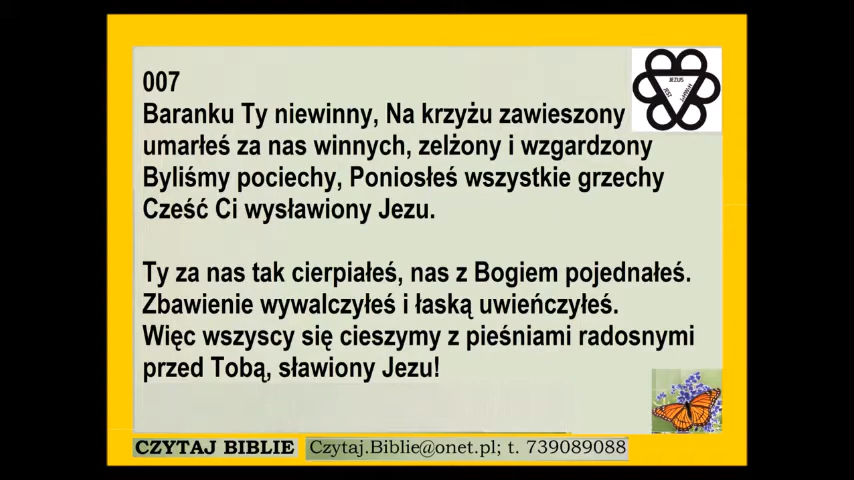 007
Baranku Ty niewinny, Na krzyżu zawieszony
umarłeś za nas winnych, zelżony i wzgardzony
Byliśmy pociechy, Poniosłeś wszystkie grzechy
Cześć Ci wysławiony Jezu.
Ty za nas tak cierpiałeś, nas z Bogiem pojednałeś.
Zbawienie wywalczyłeś i łaską uwieńczyłeś.
Więc wszyscy się cieszymy z pieśniami radosnymi
przed Tobą, sławiony Jezu!
JEZUS
JEST
CZYTAJ BIBLIE
Czytaj.Biblie@onet.pl; t. 739089088